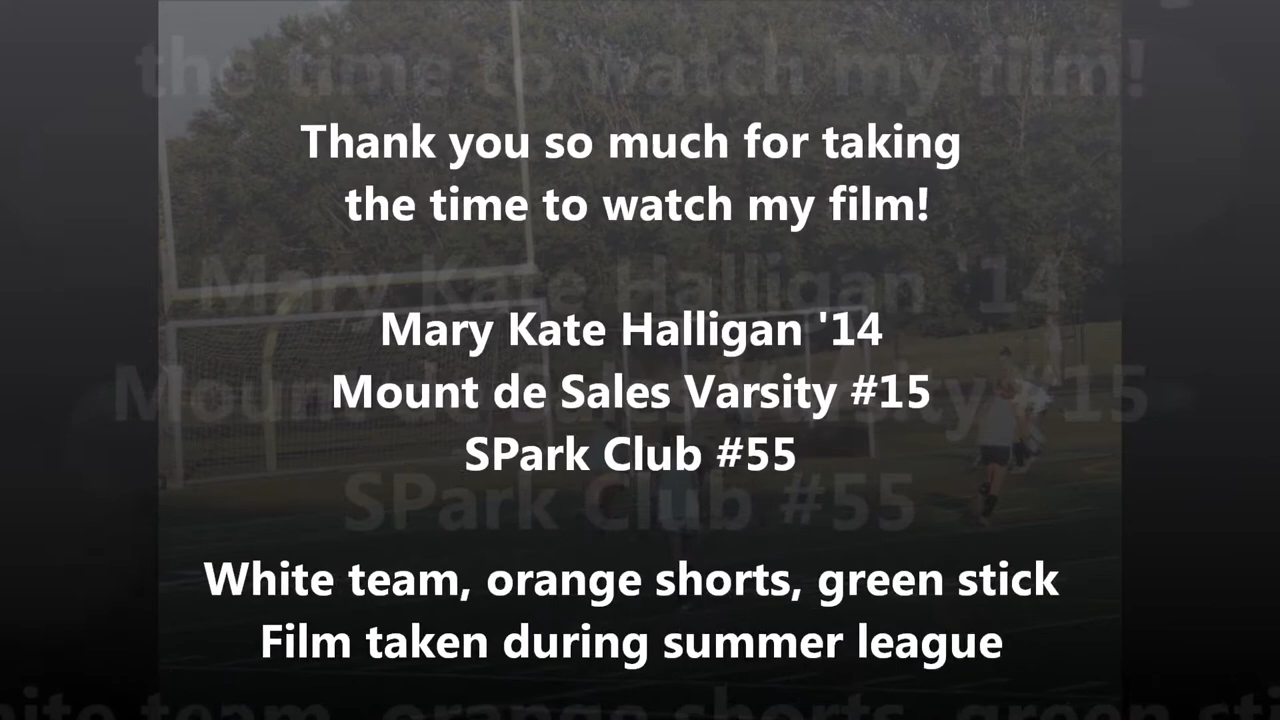 Thank you so much for taking
the time to watch my film!
Mary Kate Halligan '14
Mount de Sales Varsity #15
SPark Club #55
White team, orange shorts, green stick
Film taken during summer league